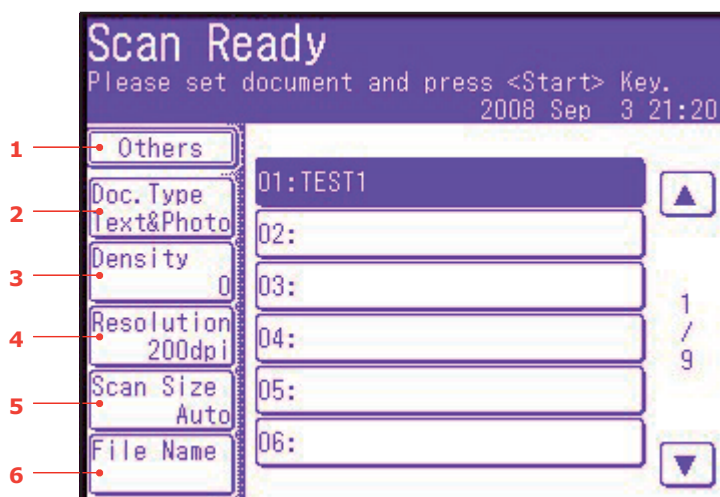 Scan Ready
Please set document and press <Start> Key.
2008 Sep 3 21:20
1
Others
2
Doc.Type
Text&Photo
3
Density
0
4
Resolution
200dpi
5
Scan Size
Auto
6
File Name
01:TEST1
02:
03:
04:
05:
06:
1
/
9